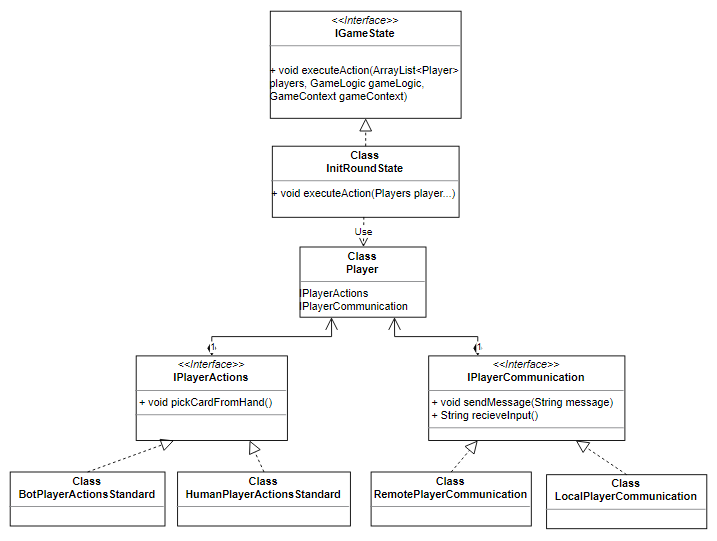 <<Interface>>
IGameState
+ void executeAction(ArrayList<Player>
players, GameLogic gameLogic,
GameContext gameContext)
Class
InitRoundState
+ void executeAction(Players player...)
Use
Class
Player
IPlayerActions
IPlayerCommunication
1
1
<<Interface>>
IPlayerActions
+ void pickCardFromHand()
<<Interface>>
IPlayerCommunication
+ void sendMessage(String message)
+ String recieveInput()
Class
BotPlayerActionsStandard
Class
HumanPlayerActionsStandard
Class
RemotePlayerCommunication
Class
LocalPlayerCommunication